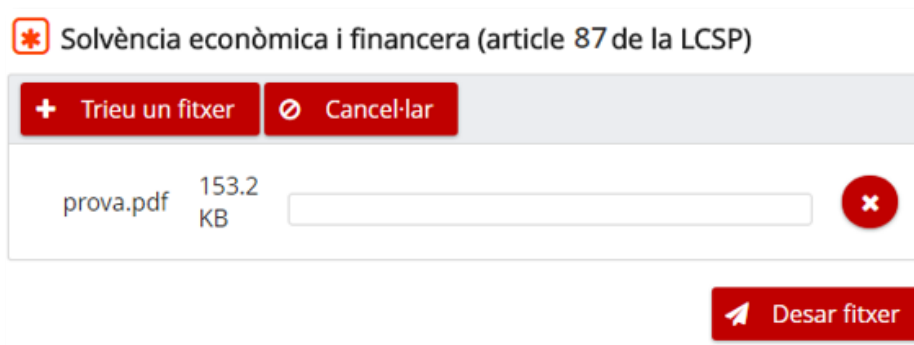 Solvència econòmica i financera (article 87 de la LCSP)
Trieu un fitxer
Cancel·lar
prova.pdf
153.2
KB
Desar fitxer